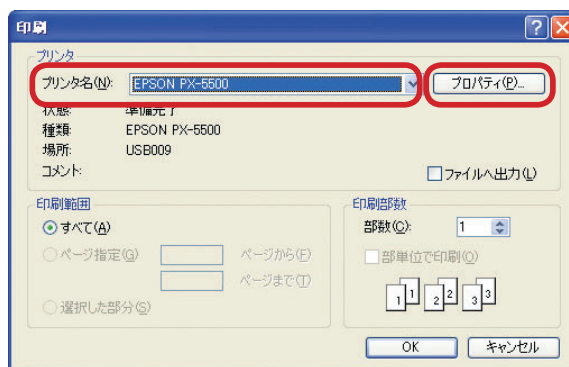 印刷
プリンタ
プリンタ名(N): EPSON PX-5500 プロパティ(P)...
状態: 準備完了
種類: EPSON PX-5500
場所: USB009
コメント: ファイルへ出力(L)
印刷範囲 印刷部数
すべて(A) 部数(C): 1
ページ指定(G) ページから(F) 部単位で印刷(O)
ページまで(T)
選択した部分(S)
1 1 2 2 3 3
OK キャンセル